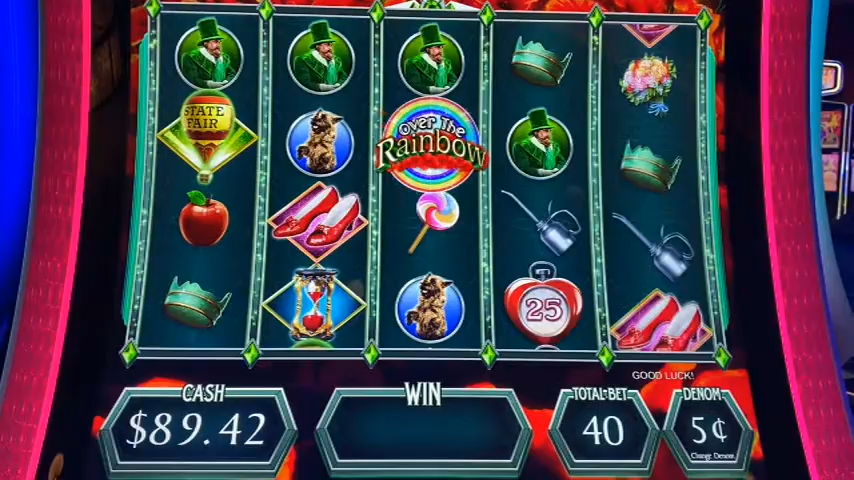 STATE
FAIR
OVER THE
RAINBOW
25
GOOD LUCK!
CASH
WIN
TOTAL BET
DENOM
$89.42
40
5¢
Change Denom